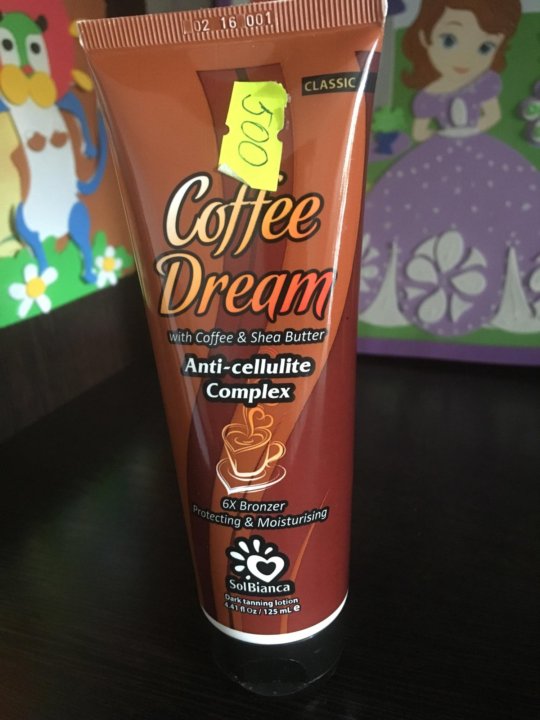 02 16 001
CLASSIC
500
Coffee
Dream
with Coffee & Shea Butter
Anti-cellulite
Complex
6X Bronzer
Protecting & Moisturising
SolBianca
Dark tanning lotion
4.41 fl Oz / 125 mL e